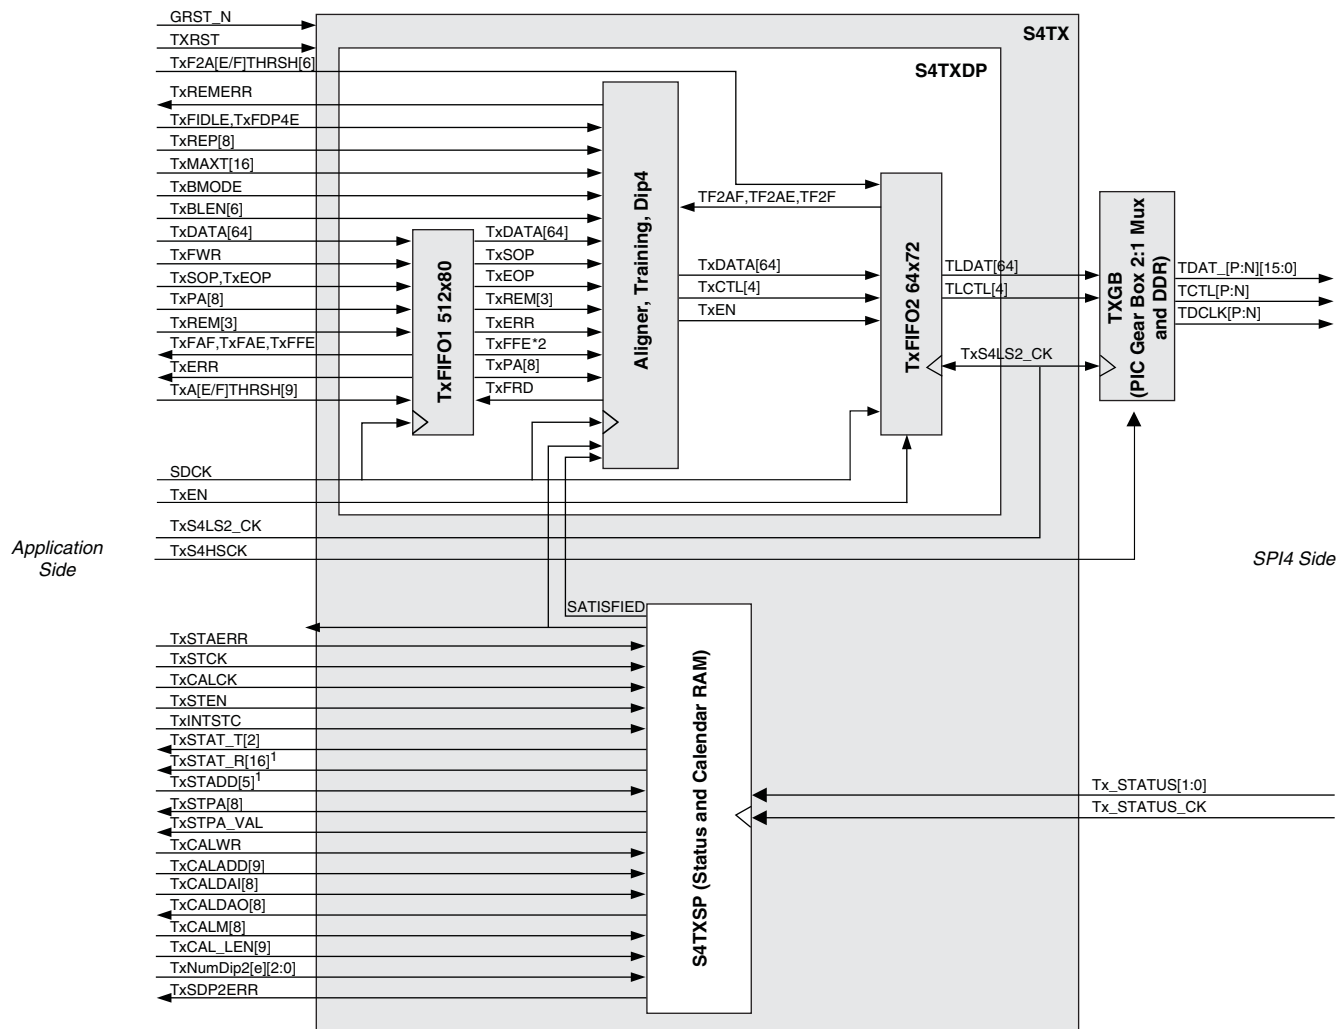 GRST_N
TXRST
TxF2A[E/F]THRSH[6]
TxREMERR
TxFIDLE,TxFDP4E
TxREP[8]
TxMAXT[16]
TxBMODE
TxBLEN[6]
TxDATA[64]
TxFWR
TxSOP,TxEOP
TxPA[8]
TxREM[3]
TxFAF,TxFAE,TxFFE
TxERR
TxA[E/F]THRSH[9]
SDCK
TxEN
TxS4LS2_CK
TxS4HSCK
Application
Side
S4TX
S4TXDP
TxFIFO1 512x80
TxDATA[64]
TxSOP
TxEOP
TxREM[3]
TxERR
TxFFE*2
TxPA[8]
TxFRD
Aligner, Training, Dip4
TF2AF,TF2AE,TF2F
TxDATA[64]
TxCTL[4]
TxEN
TxFIFO2 64x72
TLDAT[64]
TLCTL[4]
TxS4LS2_CK
TXGB
(PIC Gear Box 2:1 Mux
and DDR)
TDAT_[P:N][15:0]
TCTL[P:N]
TDCLK[P:N]
SPI4 Side
SATISFIED
TxSTAERR
TxSTCK
TxCALCK
TxSTEN
TxINTSTC
TxSTAT_T[2]
TxSTAT_R[16]1
TxSTADD[5]1
TxSTPA[8]
TxSTPA_VAL
TxCALWR
TxCALADD[9]
TxCALDAI[8]
TxCALDAO[8]
TxCALM[8]
TxCAL_LEN[9]
TxNumDip2[e][2:0]
TxSDP2ERR
S4TXSP (Status and Calendar RAM)
Tx_STATUS[1:0]
Tx_STATUS_CK